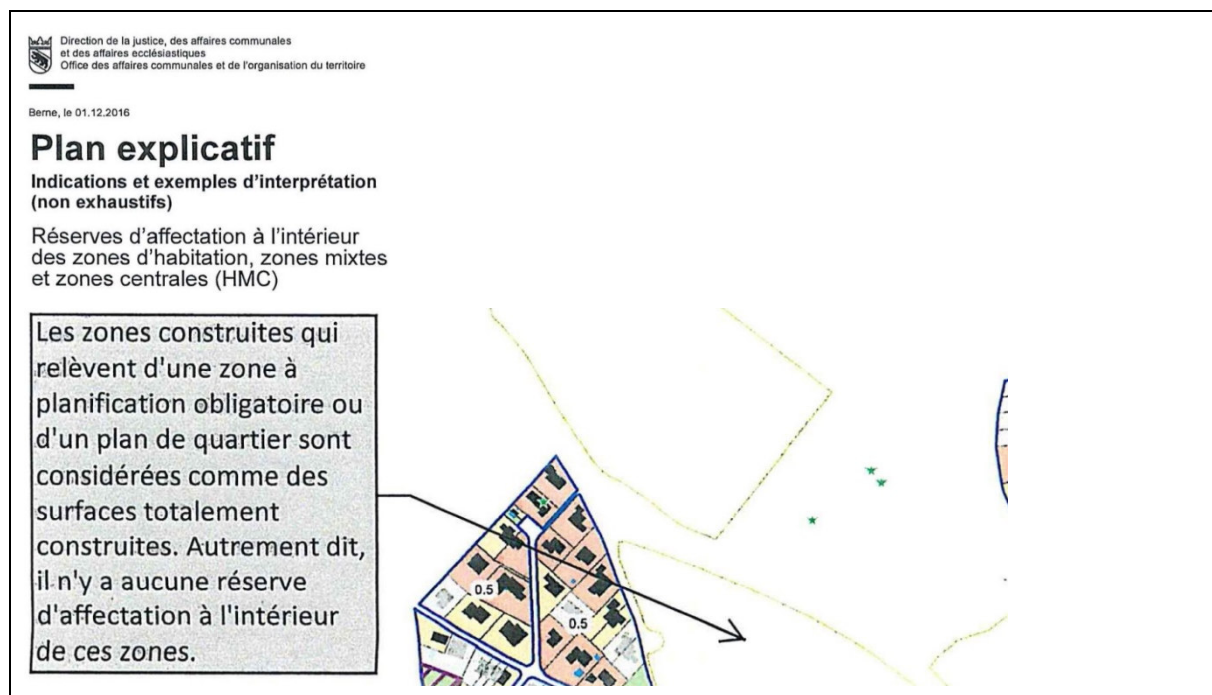 Direction de la justice, des affaires communales
et des affaires ecclésiastiques
Office des affaires communales et de l'organisation du territoire
Berne, le 01.12.2016
Plan explicatif
Indications et exemples d'interprétation
(non exhaustifs)
Réserves d'affectation à l'intérieur
des zones d'habitation, zones mixtes
et zones centrales (HMC)
Les zones construites qui
relèvent d'une zone à
planification obligatoire ou
d'un plan de quartier sont
considérées comme des
surfaces totalement
construites. Autrement dit,
il n'y a aucune réserve
d'affectation à l'intérieur
de ces zones.
0.5
0.5